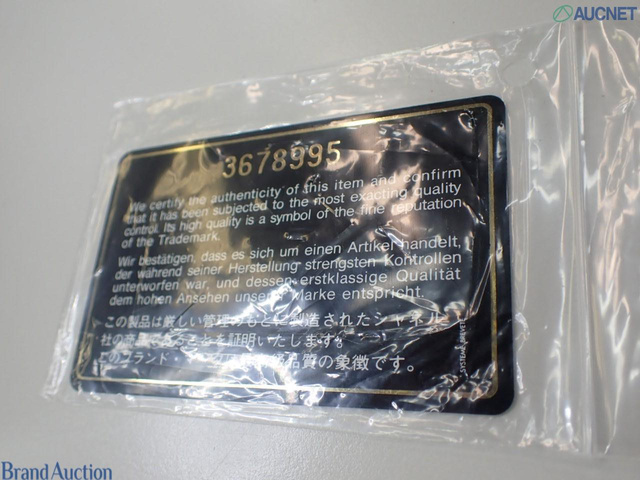 AUCNET
3678995
We certify the authenticity of this item and confirm
that it has been subjected to the most exacting quality
control. Its high quality is a symbol of the fine reputation
of the Trademark.
Wir bestätigen, dass es sich um einen Artikel handelt,
der während seiner Herstellung strengsten Kontrollen
unterworfen war, und dessen erstklassige Qualität
dem hohen Ansehen unserer Marke entspricht.
この製品は厳しい管理のもとに製造されたシャネル
社の商品であることを証明いたします。
このブランド・ 品質の象徴です。
Brand Auction